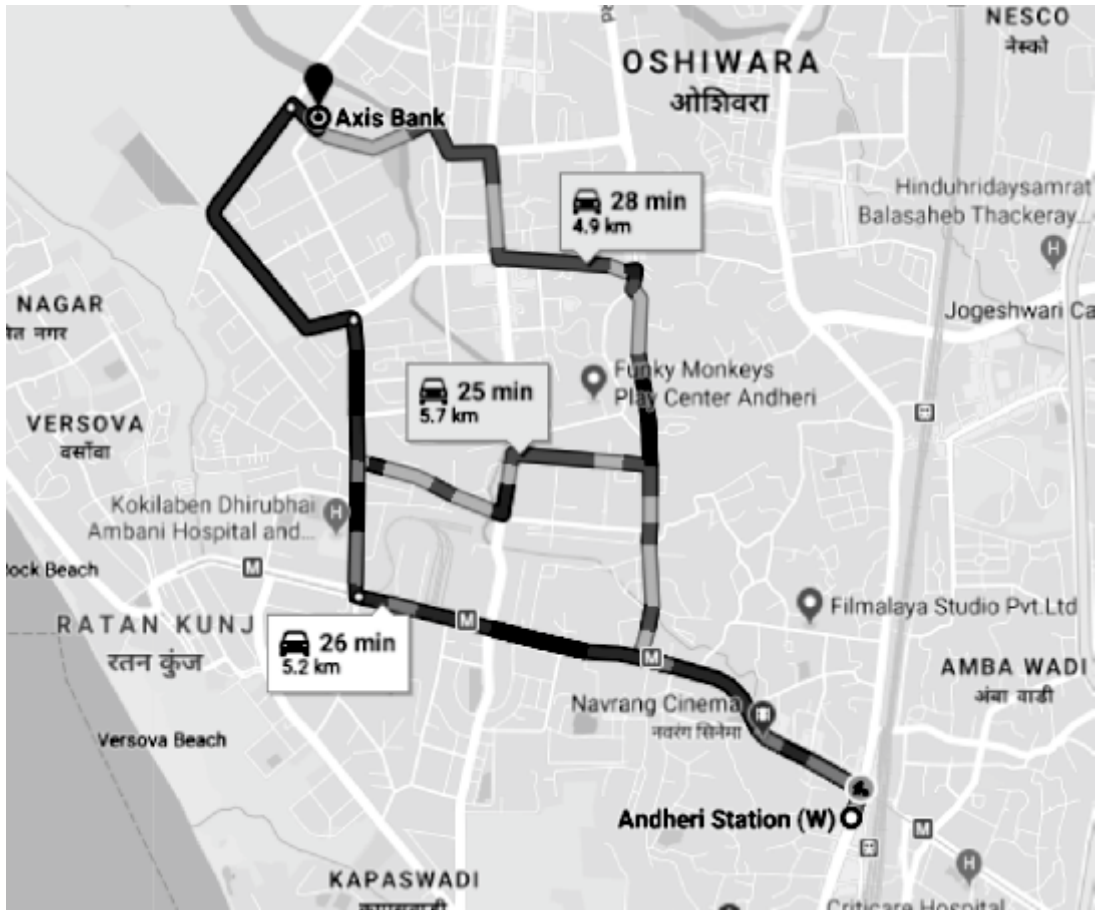 NESCO
नेस्को
OSHIWARA
ओशिवरा
Axis Bank
28 min
4.9 km
Hinduhridaysamrat
Balasaheb Thackeray...
NAGAR
नगर
Jogeshwari Ca
Funky Monkeys
Play Center Andheri
25 min
5.7 km
VERSOVA
वर्सोवा
Kokilaben Dhirubhai
Ambani Hospital and...
ock Beach
Filmalaya Studio Pvt.Ltd
RATAN KUNJ
रतन कुंज
26 min
5.2 km
AMBA WADI
अंबा वाडी
Navrang Cinema
नवरंग सिनेमा
Versova Beach
Andheri Station (W)
KAPASWADI
Criticare Hospital